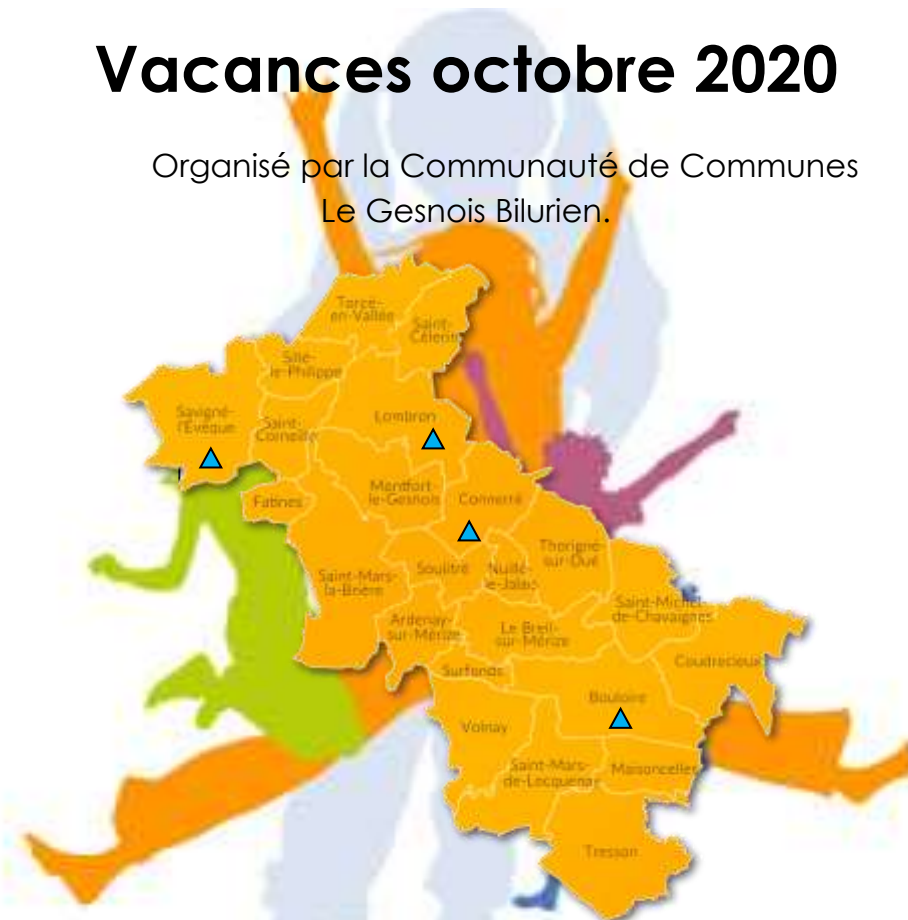 Vacances octobre 2020
Organisé par la Communauté de Communes
Le Gesnois Bilurien.
Torcé-
en-Vallée
Saint-
Célerin
Sillé-
le-Philippe
Savigné-
l'Évêque
Saint-
Corneille
Lombron
Montfort-
le-Gesnois
Connerré
Fatines
Thorigné-
sur-Dué
Saint-Mars-
la-Brière
Soulitré
Nuillé-
le-Jalais
Saint-Michel-
de-Chavaignes
Ardenay-
sur-Mérize
Le Breil-
sur-Mérize
Coudrecieux
Surfonds
Bouloire
Volnay
Saint-Mars-
de-Locquenay
Maisoncelles
Tresson